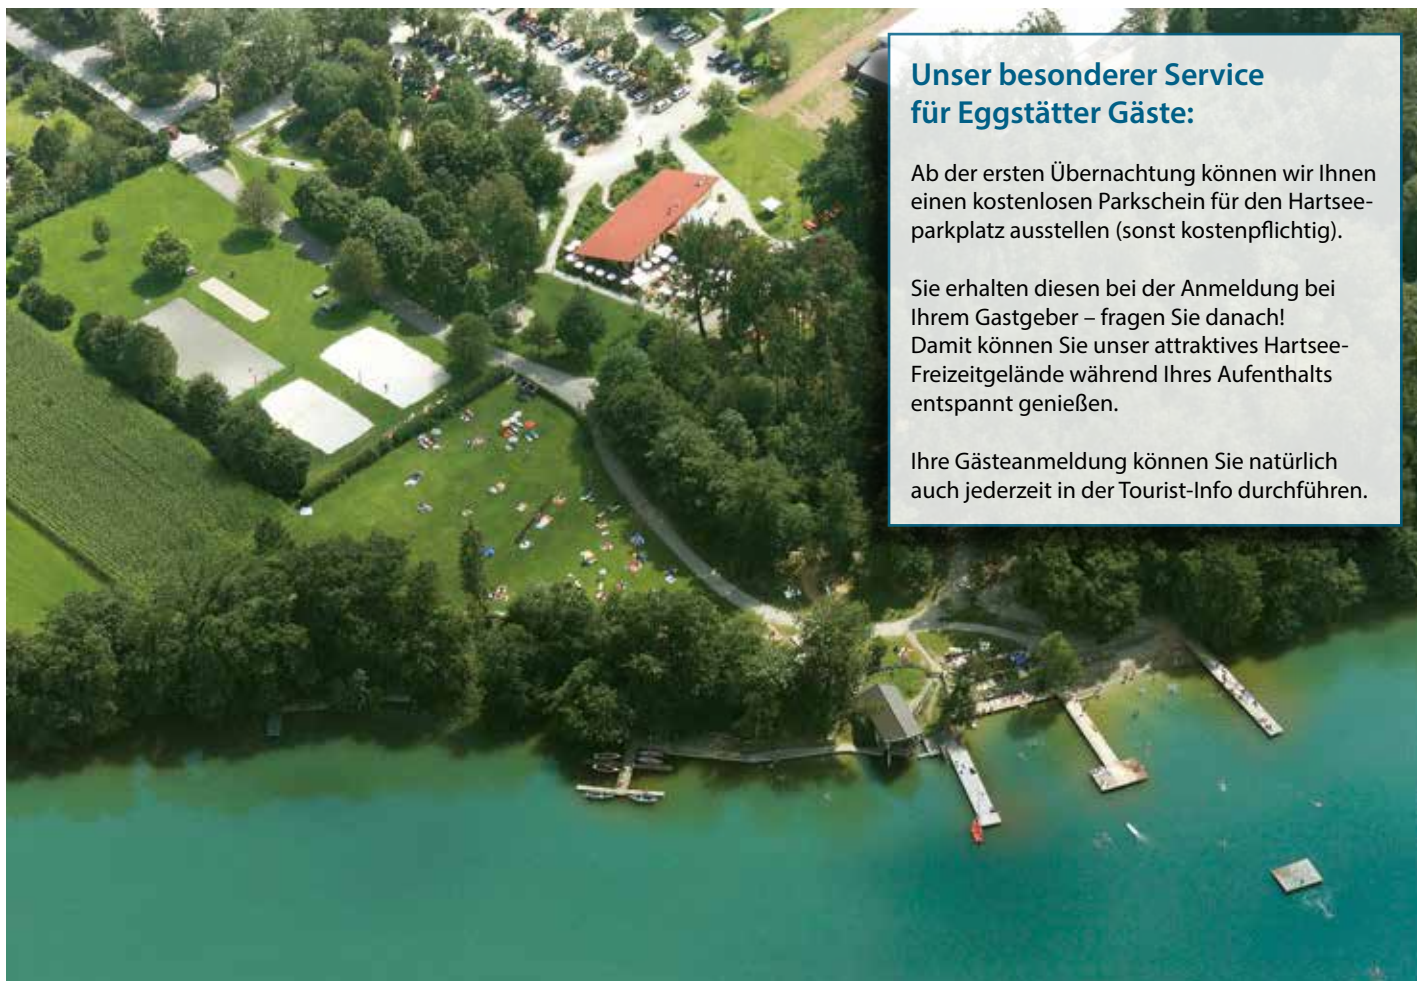 Unser besonderer Service
für Eggstätter Gäste:
Ab der ersten Übernachtung können wir Ihnen
einen kostenlosen Parkschein für den Hartsee-
parkplatz ausstellen (sonst kostenpflichtig).
Sie erhalten diesen bei der Anmeldung bei
Ihrem Gastgeber – fragen Sie danach!
Damit können Sie unser attraktives Hartsee-
Freizeitgelände während Ihres Aufenthalts
entspannt genießen.
Ihre Gästeanmeldung können Sie natürlich
auch jederzeit in der Tourist-Info durchführen.